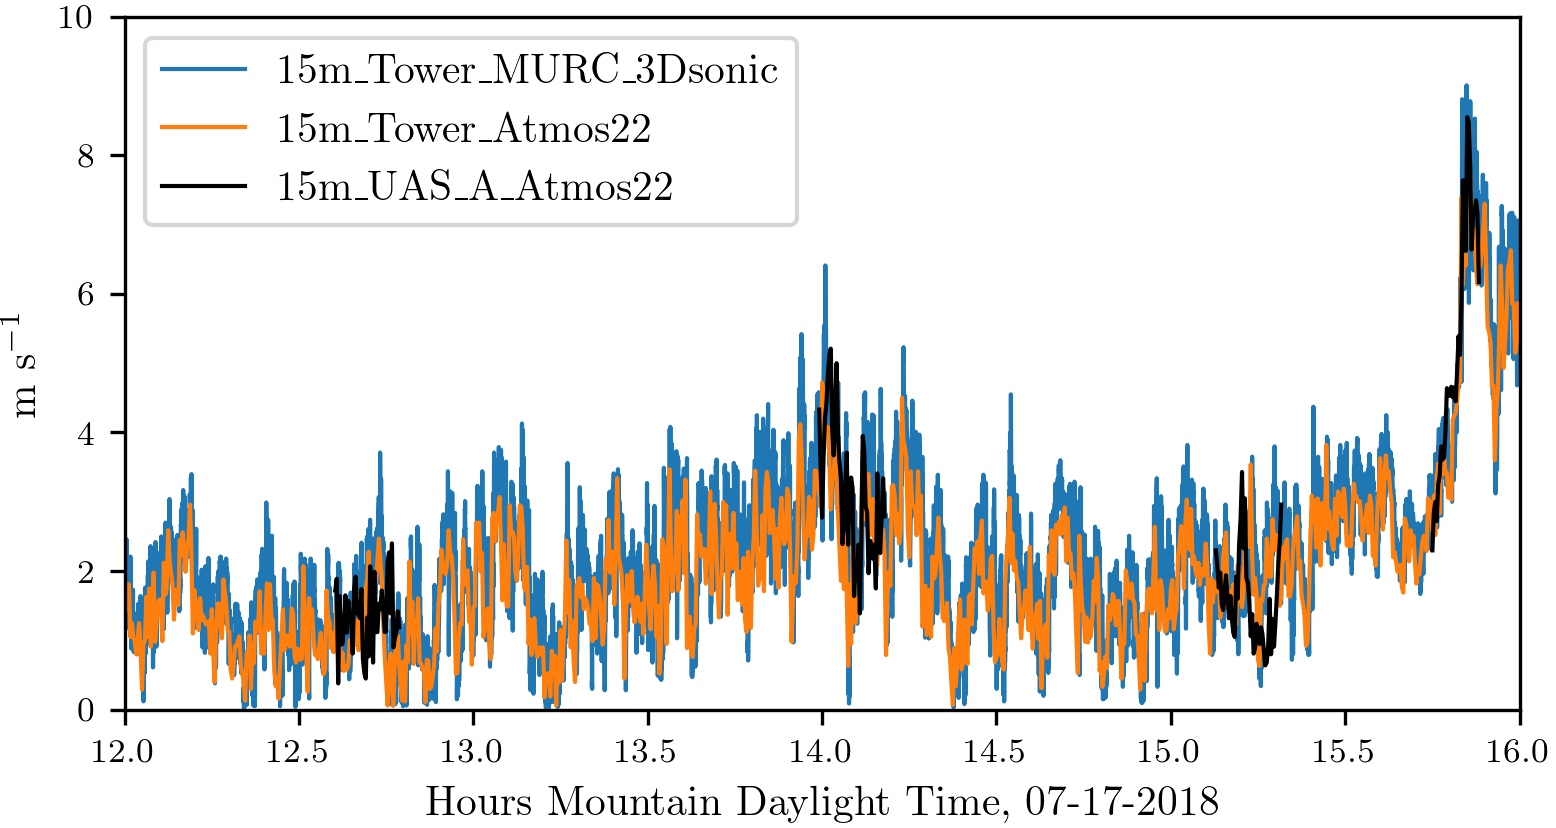 10
8
6
4
2
0
m s⁻¹
15m_Tower_MURC_3Dsonic
15m_Tower_Atmos22
15m_UAS_A_Atmos22
12.0 12.5 13.0 13.5 14.0 14.5 15.0 15.5 16.0
Hours Mountain Daylight Time, 07-17-2018